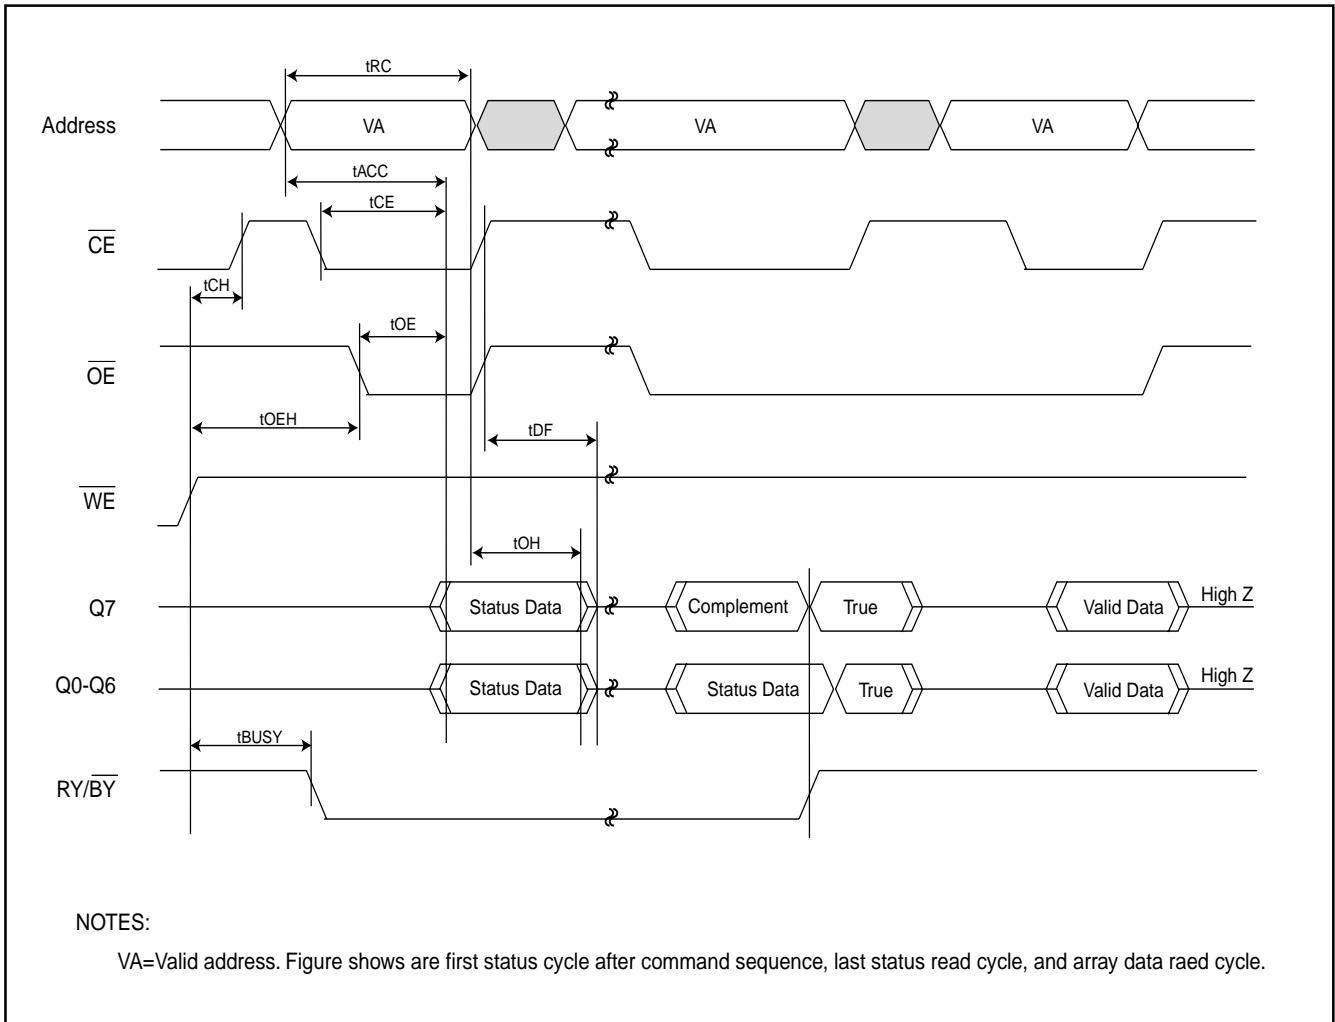 tRC
Address VA VA VA
tACC
tCE
CE
tCH
tOE
OE
tOEH
tDF
WE
tOH
Q7 Status Data Complement True Valid Data High Z
Q0-Q6 Status Data Status Data True Valid Data High Z
tBUSY
RY/BY
NOTES:
VA=Valid address. Figure shows are first status cycle after command sequence, last status read cycle, and array data raed cycle.